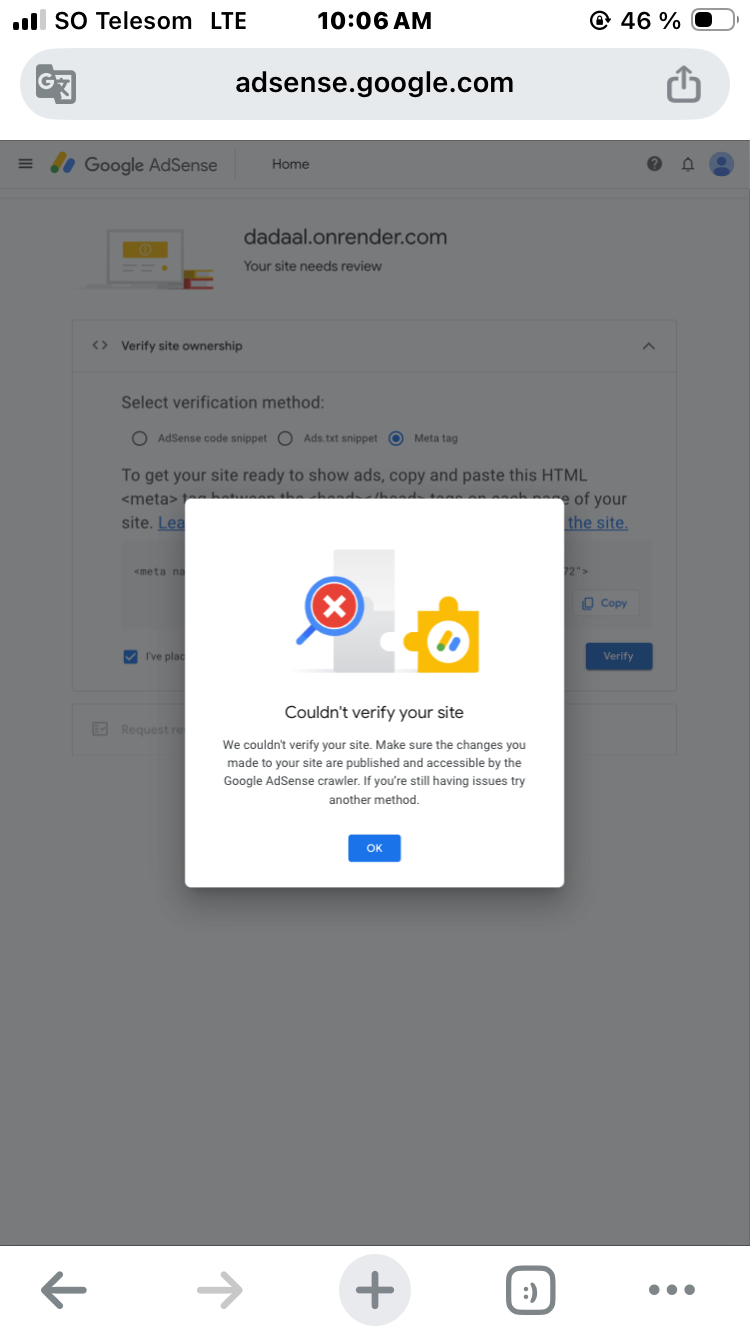 SO Telesom LTE 10:06 AM 46 %
adsense.google.com
Google AdSense Home
dadaal.onrender.com
Your site needs review
<> Verify site ownership
Select verification method:
AdSense code snippet Ads.txt snippet Meta tag
To get your site ready to show ads, copy and paste this HTML
<meta> tag between the <head></head> tags on each page of your
site. Lea the site.
<meta na 72">
Copy
I've plac
Verify
Request re
Couldn't verify your site
We couldn't verify your site. Make sure the changes you
made to your site are published and accessible by the
Google AdSense crawler. If you're still having issues try
another method.
OK